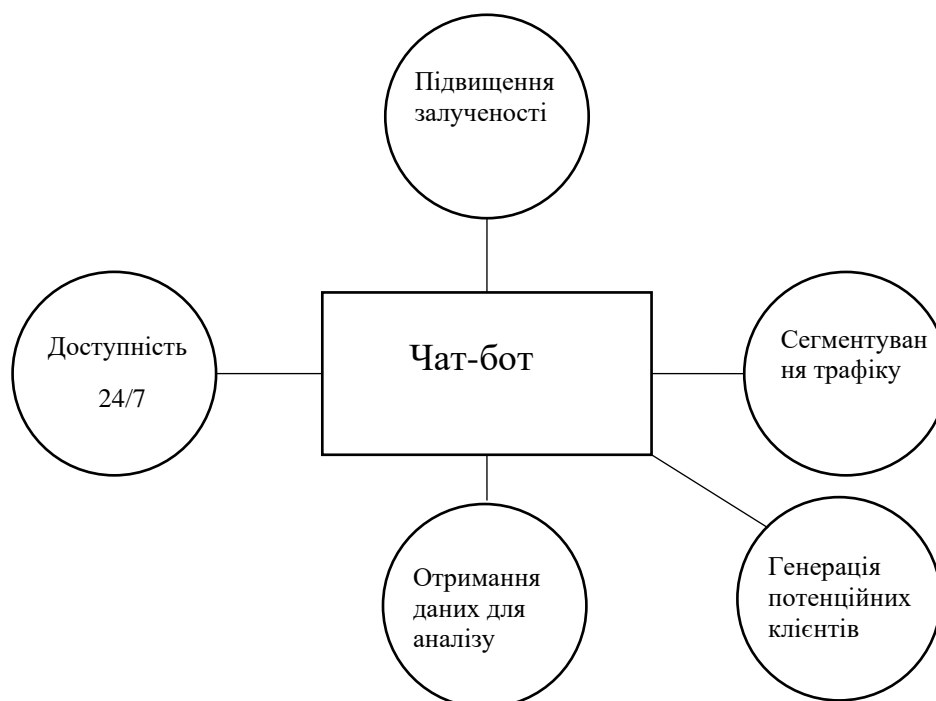 Підвищення
залученості
Доступність
24/7
Чат-бот
Сегментуван
ня трафіку
Отримання
даних для
аналізу
Генерація
потенційних
клієнтів